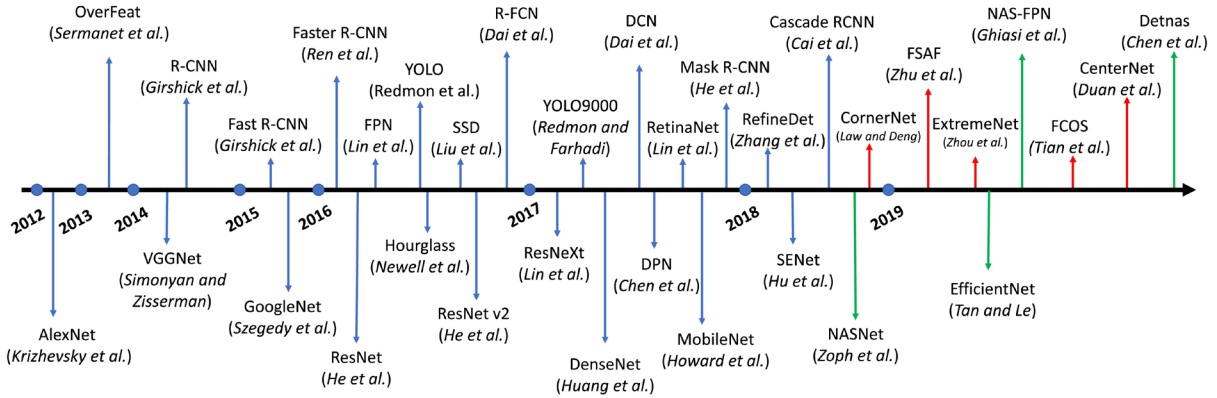 OverFeat
(Sermanet et al.)
R-CNN
(Girshick et al.)
Fast R-CNN
(Girshick et al.)
Faster R-CNN
(Ren et al.)
FPN
(Lin et al.)
YOLO
(Redmon et al.)
SSD
(Liu et al.)
R-FCN
(Dai et al.)
YOLO9000
(Redmon and
Farhadi)
DCN
(Dai et al.)
RetinaNet
(Lin et al.)
Mask R-CNN
(He et al.)
RefineDet
(Zhang et al.)
Cascade RCNN
(Cai et al.)
CornerNet
(Law and Deng)
FSAF
(Zhu et al.)
ExtremeNet
(Zhou et al.)
NAS-FPN
(Ghiasi et al.)
FCOS
(Tian et al.)
CenterNet
(Duan et al.)
Detnas
(Chen et al.)
2012
2013
2014
2015
2016
2017
2018
2019
AlexNet
(Krizhevsky et al.)
VGGNet
(Simonyan and
Zisserman)
GoogleNet
(Szegedy et al.)
ResNet
(He et al.)
Hourglass
(Newell et al.)
ResNet v2
(He et al.)
ResNeXt
(Lin et al.)
DenseNet
(Huang et al.)
DPN
(Chen et al.)
MobileNet
(Howard et al.)
SENet
(Hu et al.)
NASNet
(Zoph et al.)
EfficientNet
(Tan and Le)